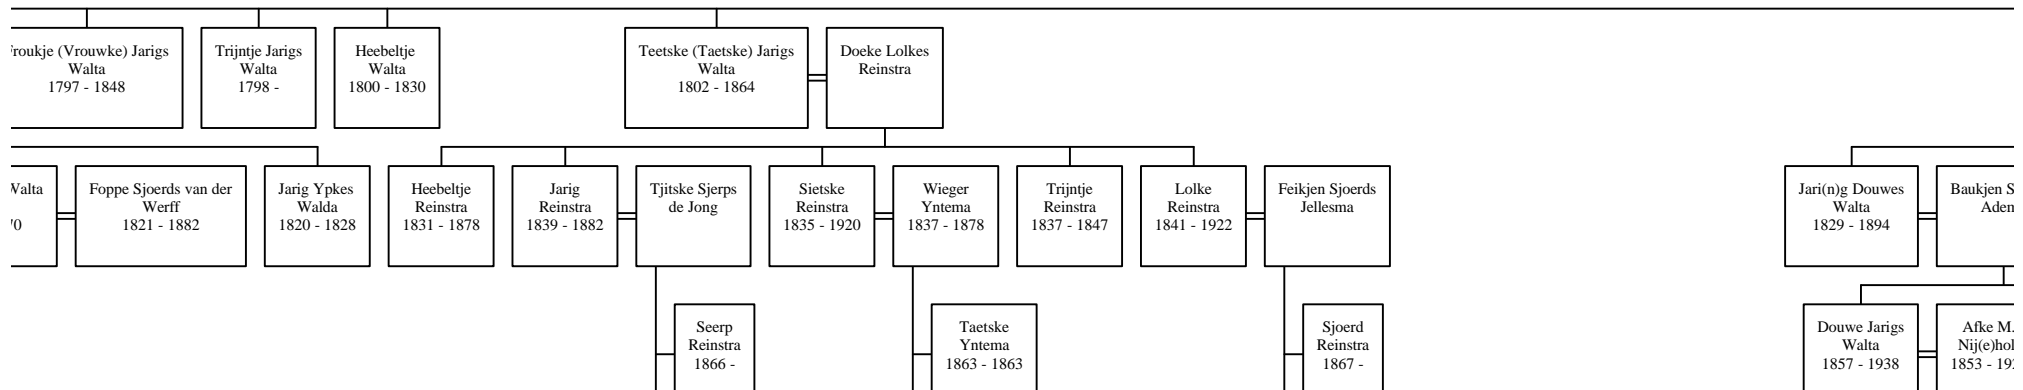 (Vrouwke) Jarigs
Walta
1797 - 1848
Trijntje Jarigs
Walta
1798 -
Heebeltje
Walta
1800 - 1830
Teetske (Taetske) Jarigs
Walta
1802 - 1864
Doeke Lolkes
Reinstra
Walta
Foppe Sjoerds van der
Werff
1821 - 1882
Jarig Ypkes
Walda
1820 - 1828
Heebeltje
Reinstra
1831 - 1878
Jarig
Reinstra
1839 - 1882
Tjitske Sjerps
de Jong
Sietske
Reinstra
1835 - 1920
Wieger
Yntema
1837 - 1878
Trijntje
Reinstra
1837 - 1847
Lolke
Reinstra
1841 - 1922
Feikjen Sjoerds
Jellesma
Jari(n)g Douwes
Walta
1829 - 1894
Baukjen
Seerp
Reinstra
1866 -
Taetske
Yntema
1863 - 1863
Sjoerd
Reinstra
1867 -
Douwe Jarigs
Walta
1857 - 1938
Afke M.
1853 -